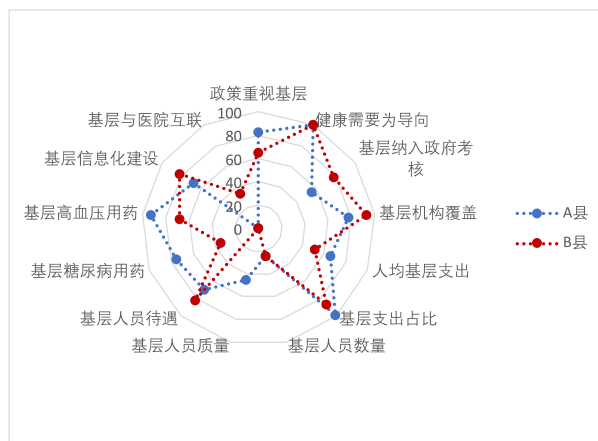 政策重视基层
基层与医院互联
100
健康需要为导向
80
基层纳入政府考
核
基层信息化建设
60
40
20
基层高血压用药
0
基层机构覆盖
A县
B县
基层糖尿病用药
人均基层支出
基层人员待遇
基层支出占比
基层人员质量
基层人员数量